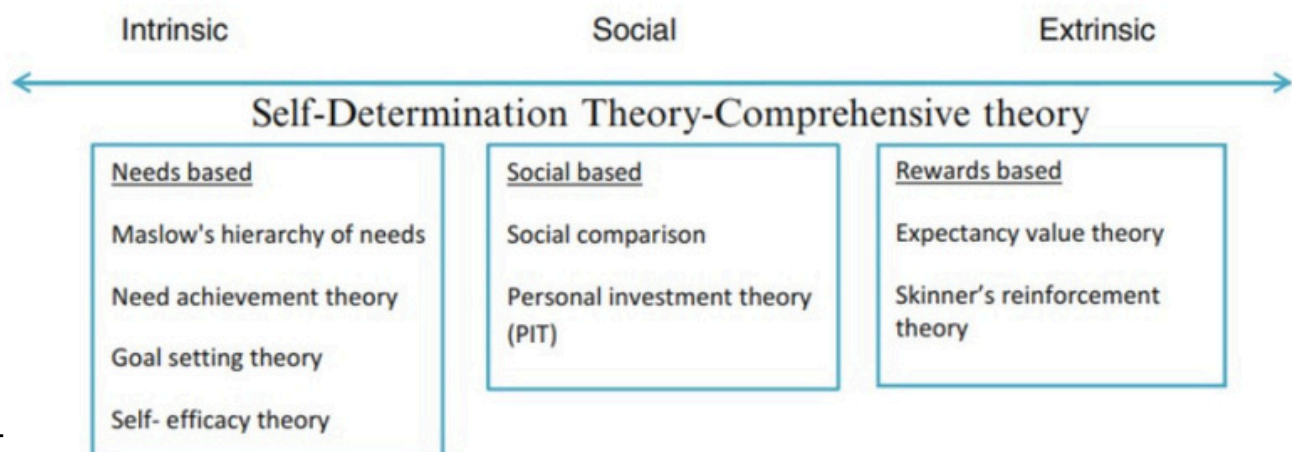 Intrinsic Social Extrinsic
Self-Determination Theory-Comprehensive theory
Needs based
Maslow's hierarchy of needs
Need achievement theory
Goal setting theory
Self- efficacy theory
Social based
Social comparison
Personal investment theory
(PIT)
Rewards based
Expectancy value theory
Skinner’s reinforcement
theory